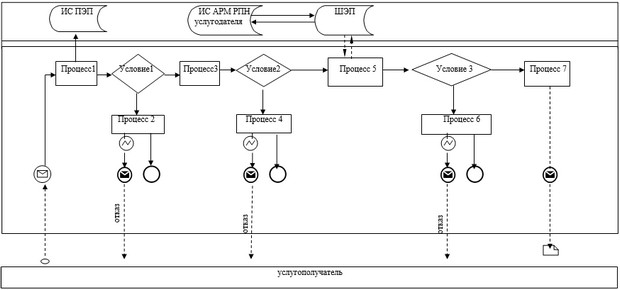 ИС ПЭП
ИС АРМ РПН
услугодателя
ШЭП
Процесс1
Условие1
Процесс3
Условие2
Процесс 5
Условие 3
Процесс 7
Процесс 2
Процесс 4
Процесс 6
отказ
отказ
отказ
услугополучатель